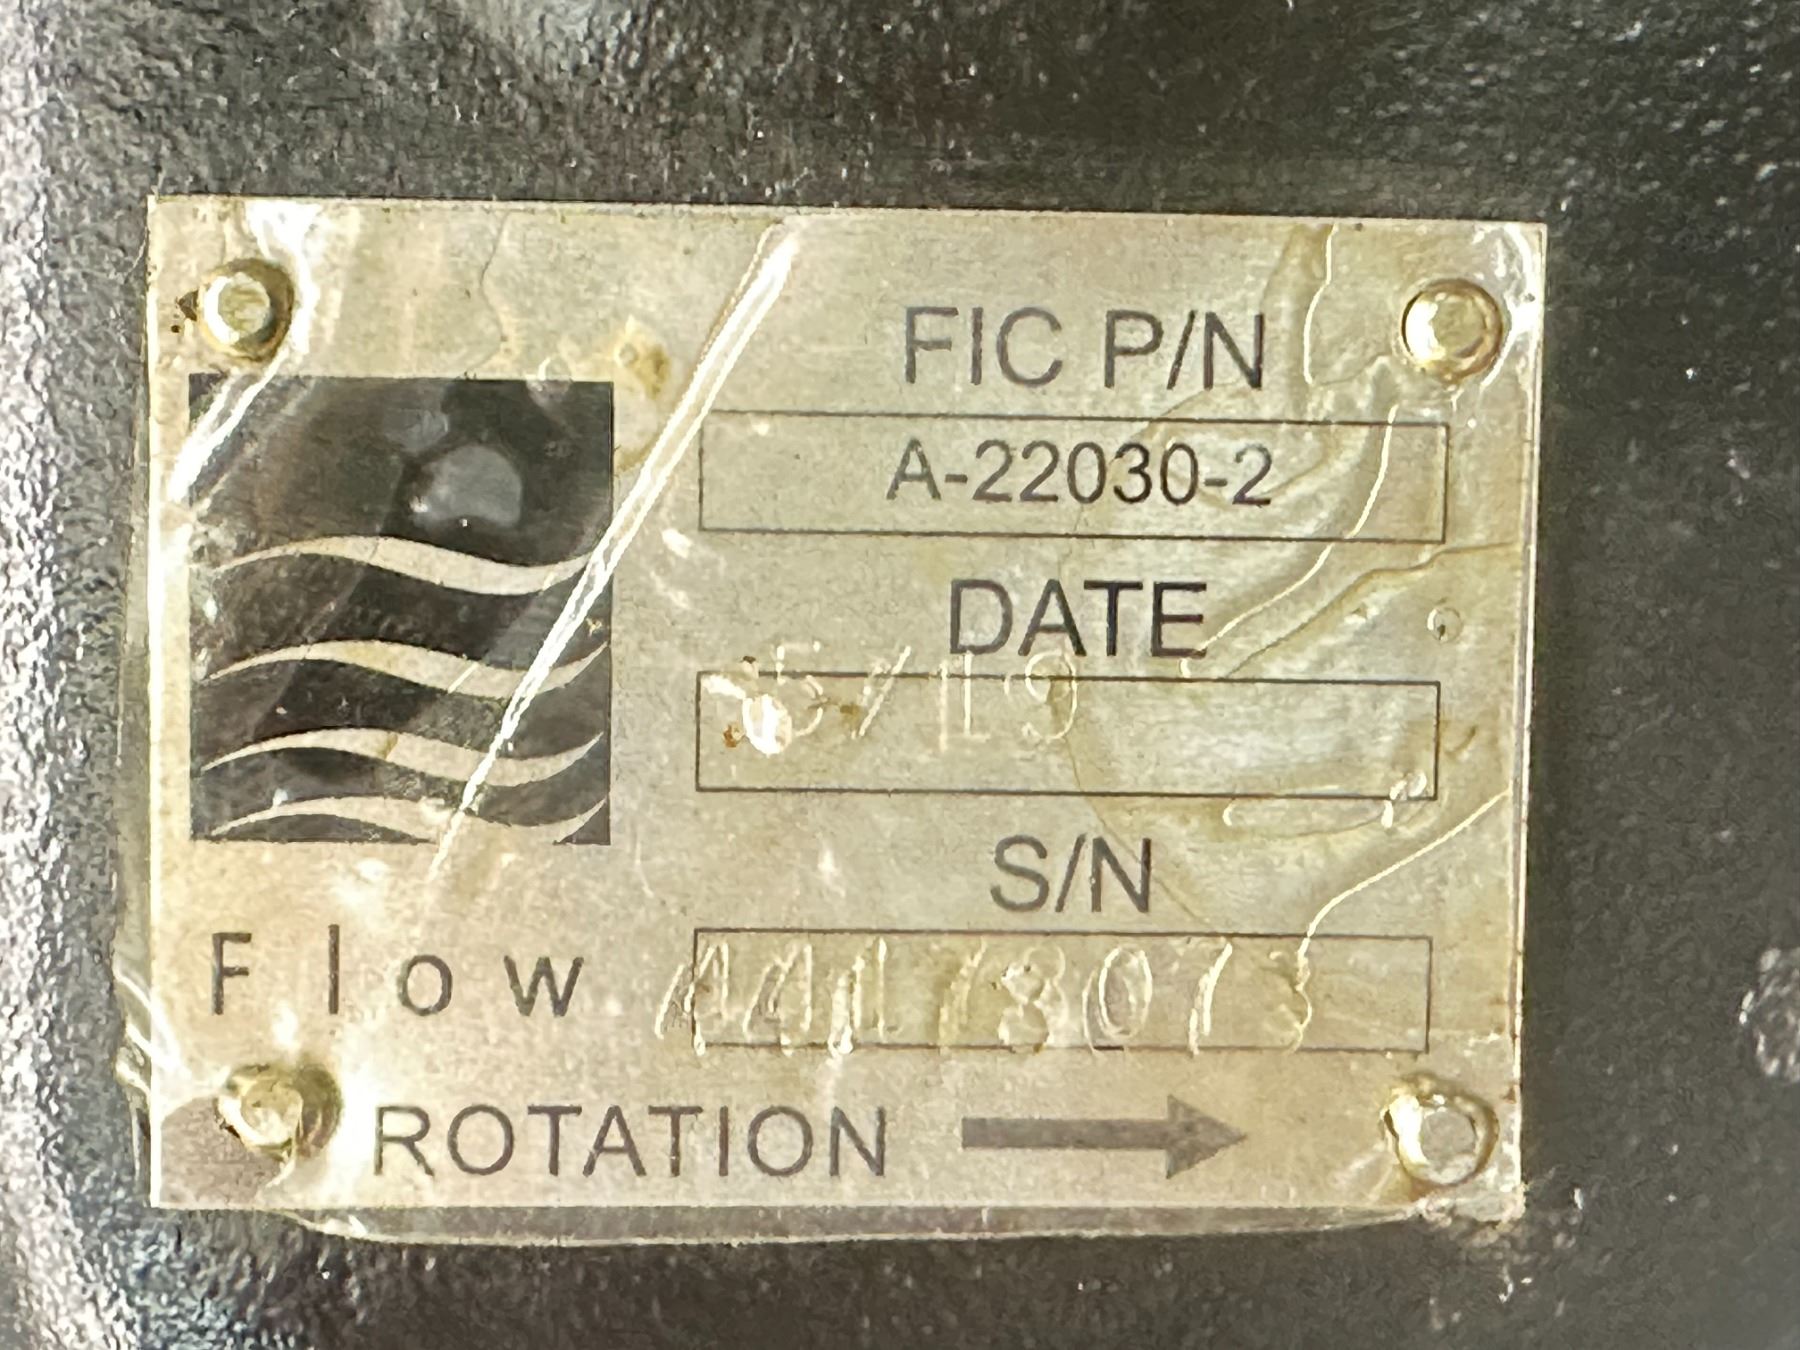 FIC P/N
A-22030-2
DATE
5/19
S/N
Flow
ROTATION